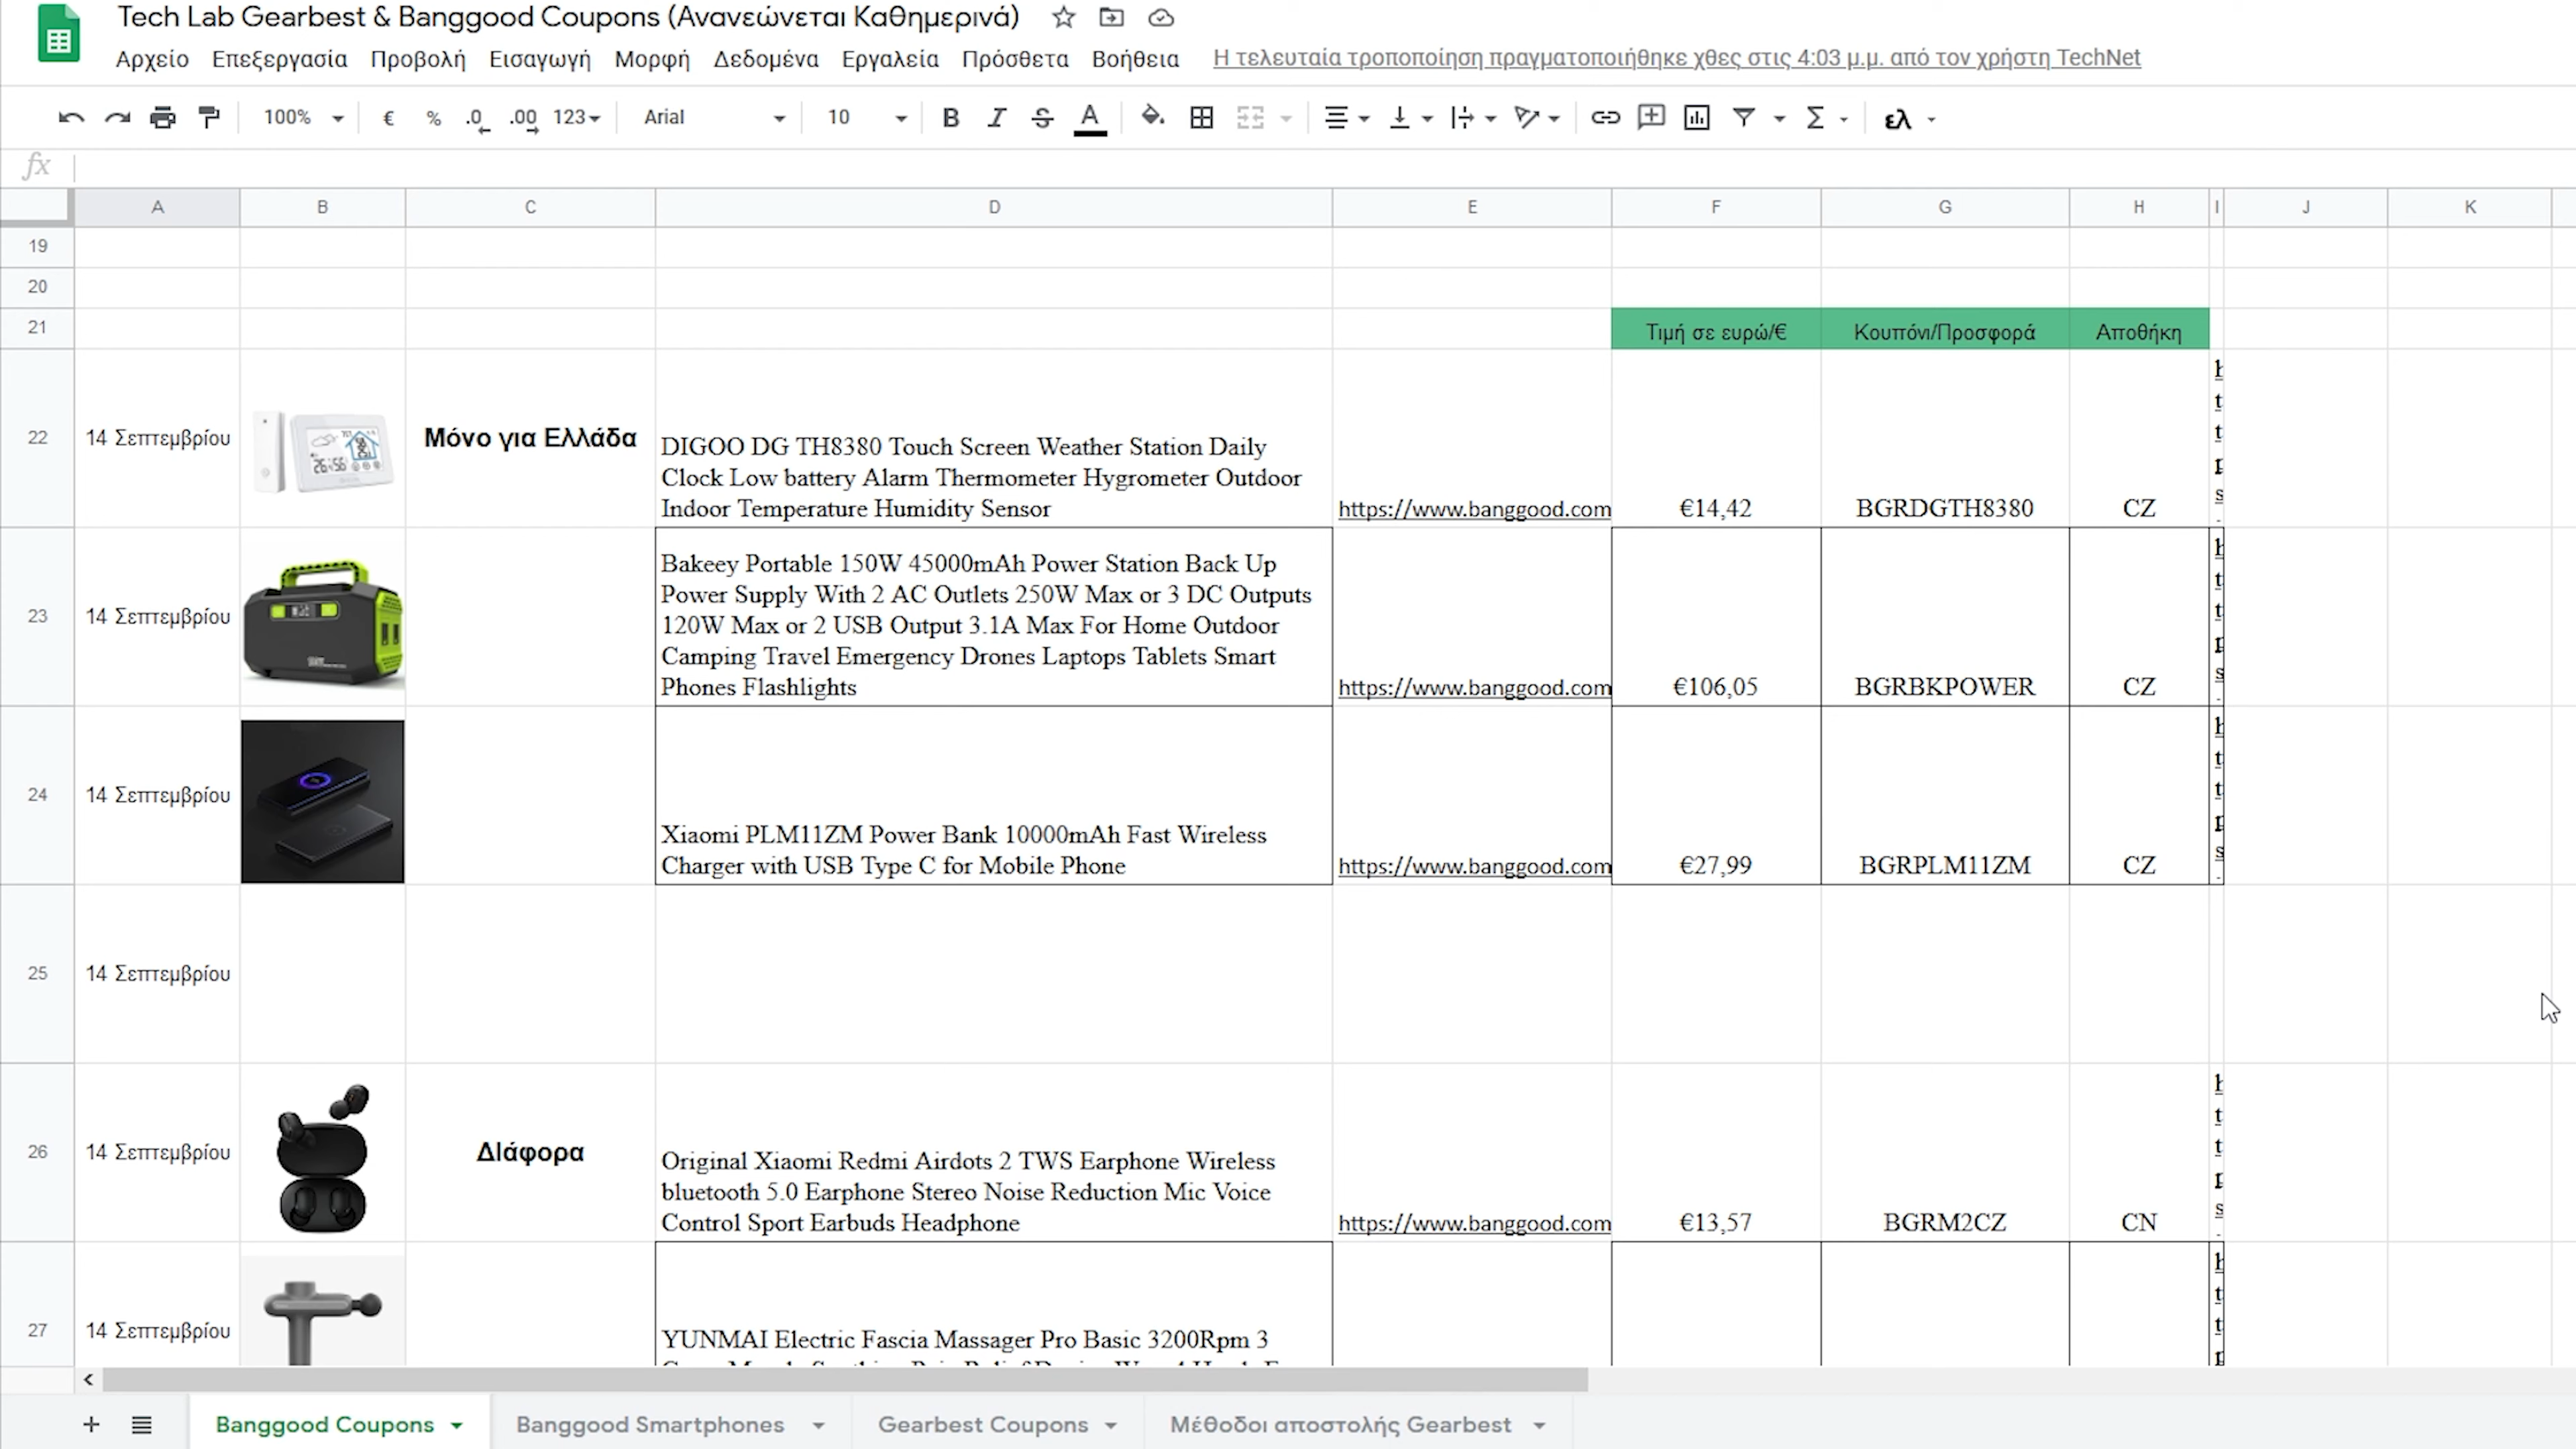 Tech Lab Gearbest & Banggood Coupons (Ανανεώνεται Καθημερινά)
Αρχείο Επεξεργασία Προβολή Εισαγωγή Μορφή Δεδομένα Εργαλεία Πρόσθετα Βοήθεια Η τελευταία τροποποίηση πραγματοποιήθηκε χθες στις 4:03 μ.μ. από τον χρήστη TechNet
100% € % .0 .00 123 Arial 10 B I S A Σ ελ
fx
A B C D E F G H I J K
19
20
21 Τιμή σε ευρώ/€ Κουπόνι/Προσφορά Αποθήκη
22 14 Σεπτεμβρίου Μόνο για Ελλάδα
DIGOO DG TH8380 Touch Screen Weather Station Daily
Clock Low battery Alarm Thermometer Hygrometer Outdoor
Indoor Temperature Humidity Sensor https://www.banggood.com €14,42 BGRDGTH8380 CZ
h
t
t
p
s
23 14 Σεπτεμβρίου
Bakeey Portable 150W 45000mAh Power Station Back Up
Power Supply With 2 AC Outlets 250W Max or 3 DC Outputs
120W Max or 2 USB Output 3.1A Max For Home Outdoor
Camping Travel Emergency Drones Laptops Tablets Smart
Phones Flashlights https://www.banggood.com €106,05 BGRBKPOWER CZ
h
t
t
p
s
24 14 Σεπτεμβρίου
Xiaomi PLM11ZM Power Bank 10000mAh Fast Wireless
Charger with USB Type C for Mobile Phone https://www.banggood.com €27,99 BGRPLM11ZM CZ
h
t
t
p
s
25 14 Σεπτεμβρίου
26 14 Σεπτεμβρίου ΔΙάφορα
Original Xiaomi Redmi Airdots 2 TWS Earphone Wireless
bluetooth 5.0 Earphone Stereo Noise Reduction Mic Voice
Control Sport Earbuds Headphone https://www.banggood.com €13,57 BGRM2CZ CN
h
t
t
p
s
27 14 Σεπτεμβρίου
YUNMAI Electric Fascia Massager Pro Basic 3200Rpm 3
h
t
t
p
Banggood Coupons Banggood Smartphones Gearbest Coupons Μέθοδοι αποστολής Gearbest